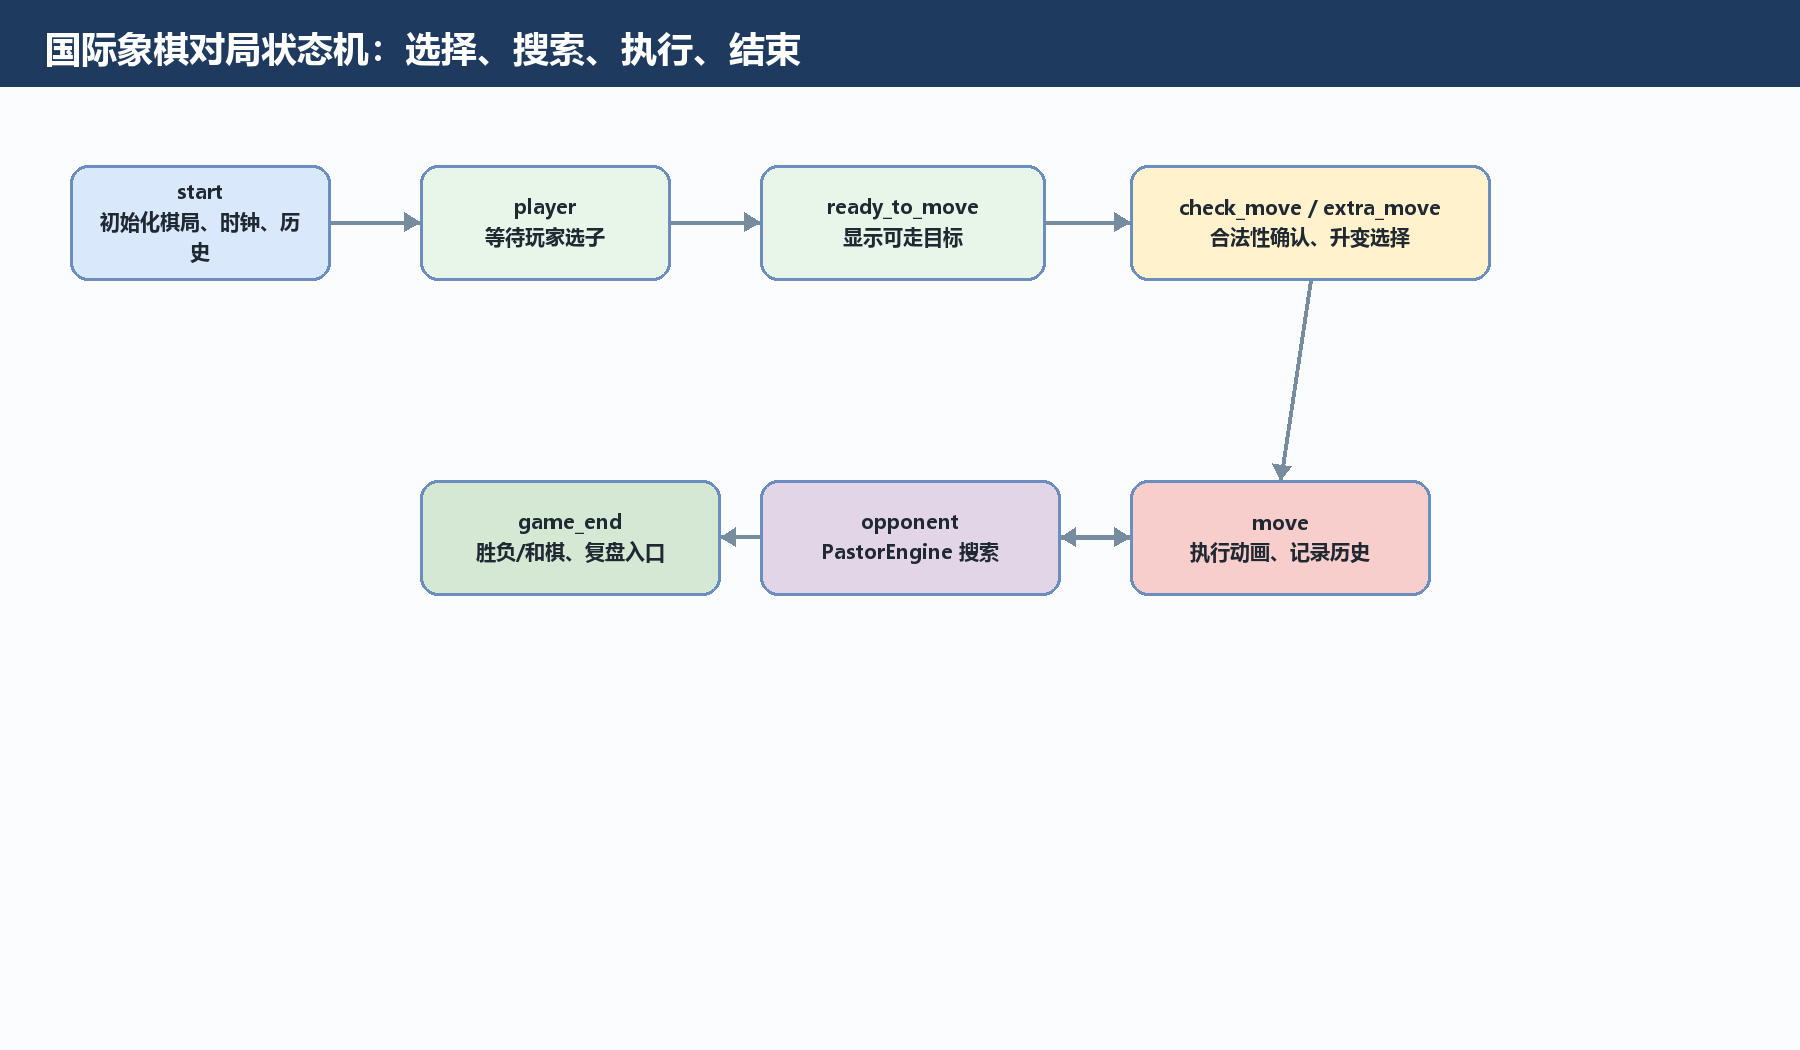 国际象棋对局状态机：选择、搜索、执行、结束
start
初始化棋局、时钟、历
史
player
等待玩家选子
ready_to_move
显示可走目标
check_move / extra_move
合法性确认、升变选择
game_end
胜负/和棋、复盘入口
opponent
PastorEngine 搜索
move
执行动画、记录历史